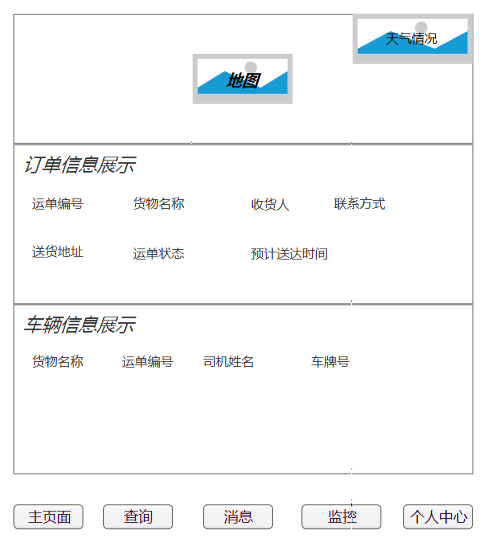 天气情况
地图
订单信息展示
运单编号 货物名称 收货人 联系方式
送货地址 运单状态 预计送达时间
车辆信息展示
货物名称 运单编号 司机姓名 车牌号
主页面 查询 消息 监控 个人中心